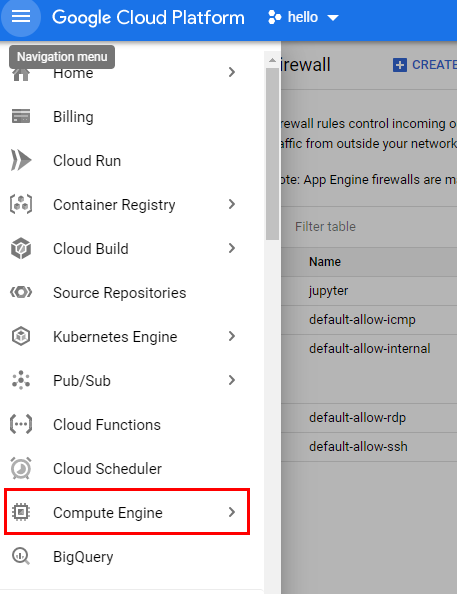 Google Cloud Platform
hello
Navigation menu
Home
Billing
Cloud Run
Container Registry
Cloud Build
Source Repositories
Kubernetes Engine
Pub/Sub
Cloud Functions
Cloud Scheduler
Compute Engine
BigQuery
irewall
CREATE
irewall rules control incoming o
affic from outside your network
ote: App Engine firewalls are m
Filter table
Name
jupyter
default-allow-icmp
default-allow-internal
default-allow-rdp
default-allow-ssh